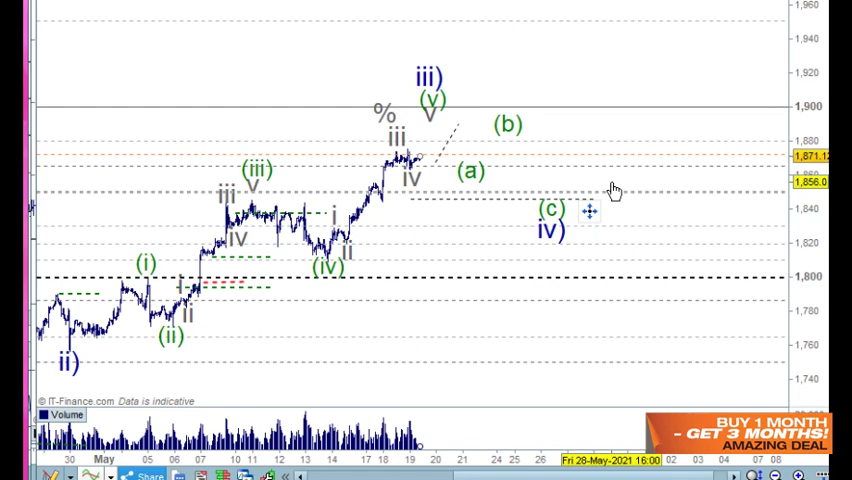 1,960
1,940
1,920
1,900
1,880
1,871.12
1,856.0
1,840
1,820
1,800
1,780
1,760
1,740
iii)
(v)
v
%
iii
iv
(b)
(a)
(c)
iv)
(iii)
v
iii
iv
i
ii
(iv)
(i)
i
ii
(ii)
ii)
© IT-Finance.com Data is indicative
Volume
BUY 1 MONTH
- GET 3 MONTHS!
AMAZING DEAL
30 May 05 06 07 10 11 12 13 14 17 18 19 20 21 24 25 26 Fri 28-May-2021 16:00 02 03 04 07 08
Share